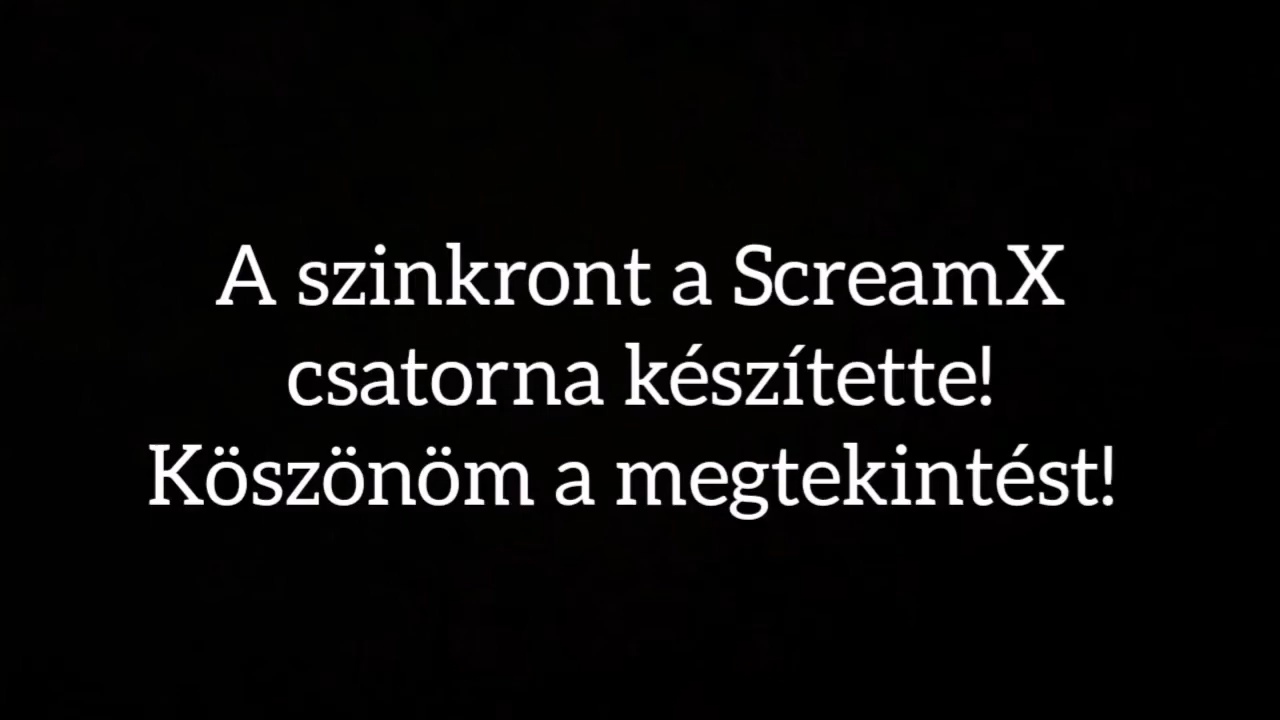 A szinkront a ScreamX
csatorna készítette!
Köszönöm a megtekintést!